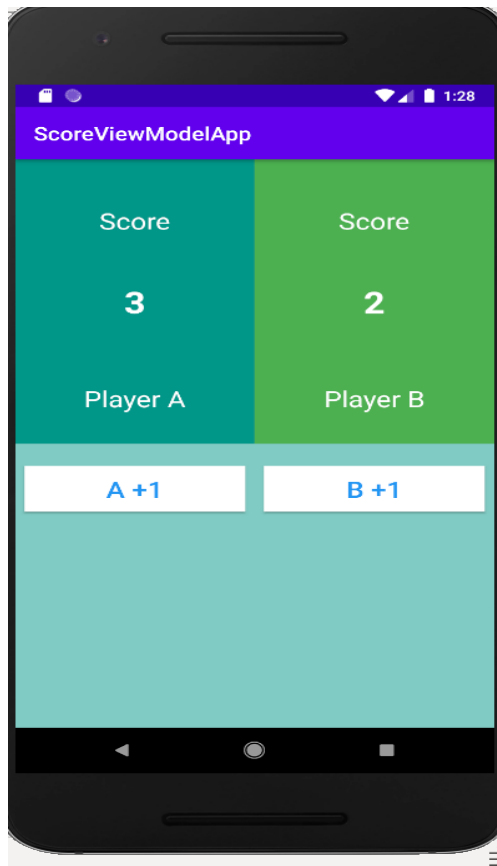 1:28
ScoreViewModelApp
Score Score
3 2
Player A Player B
A +1 B +1